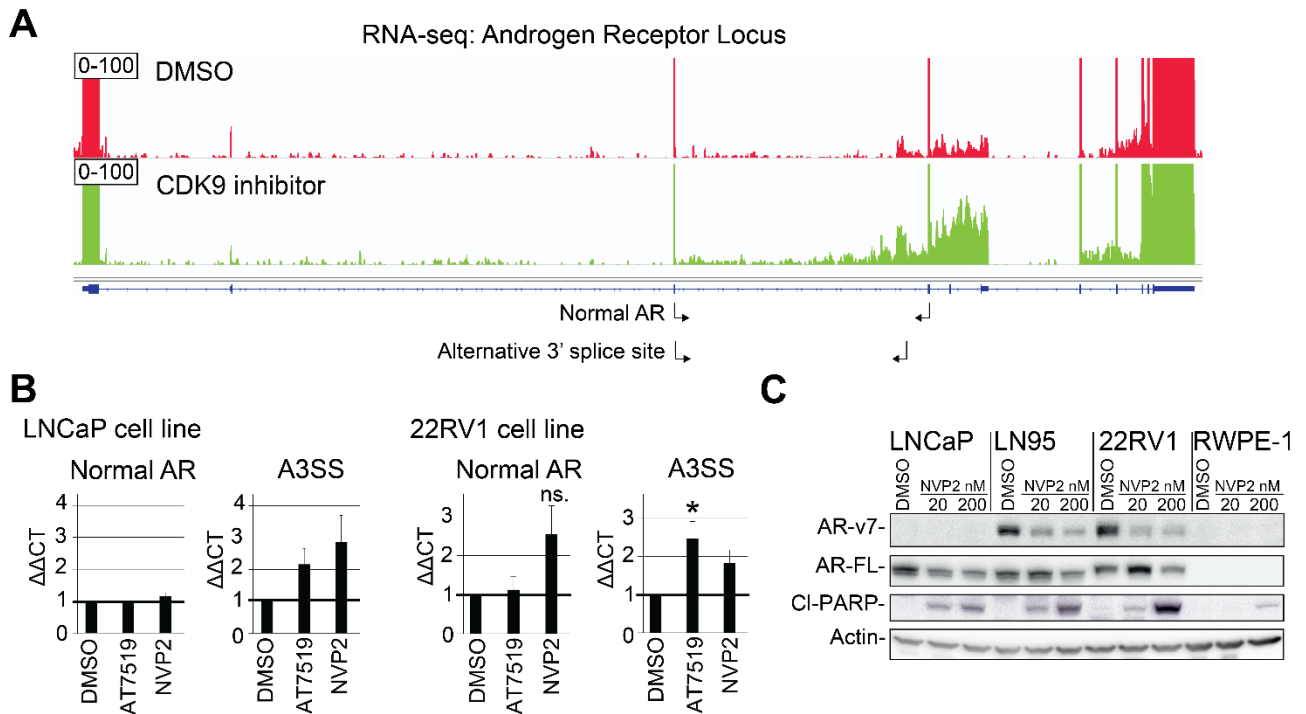 A
RNA-seq: Androgen Receptor Locus
0-100
DMSO
0-100
CDK9 inhibitor
Normal AR
Alternative 3' splice site
B
LNCaP cell line
Normal AR
A3SS
4
3
2
1
0
ΔΔCT
DMSO
AT7519
NVP2
4
3
2
1
0
ΔΔCT
DMSO
AT7519
NVP2
22RV1 cell line
Normal AR
A3SS
ns.
4
2
1
0
ΔΔCT
DMSO
AT7519
NVP2
*
4
2
1
0
ΔΔCT
DMSO
AT7519
NVP2
C
LNCaP LN95 22RV1 RWPE-1
DMSO NVP2 nM DMSO NVP2 nM DMSO NVP2 nM DMSO NVP2 nM
20 200 20 200 20 200 20 200
AR-v7-
AR-FL-
Cl-PARP-
Actin-